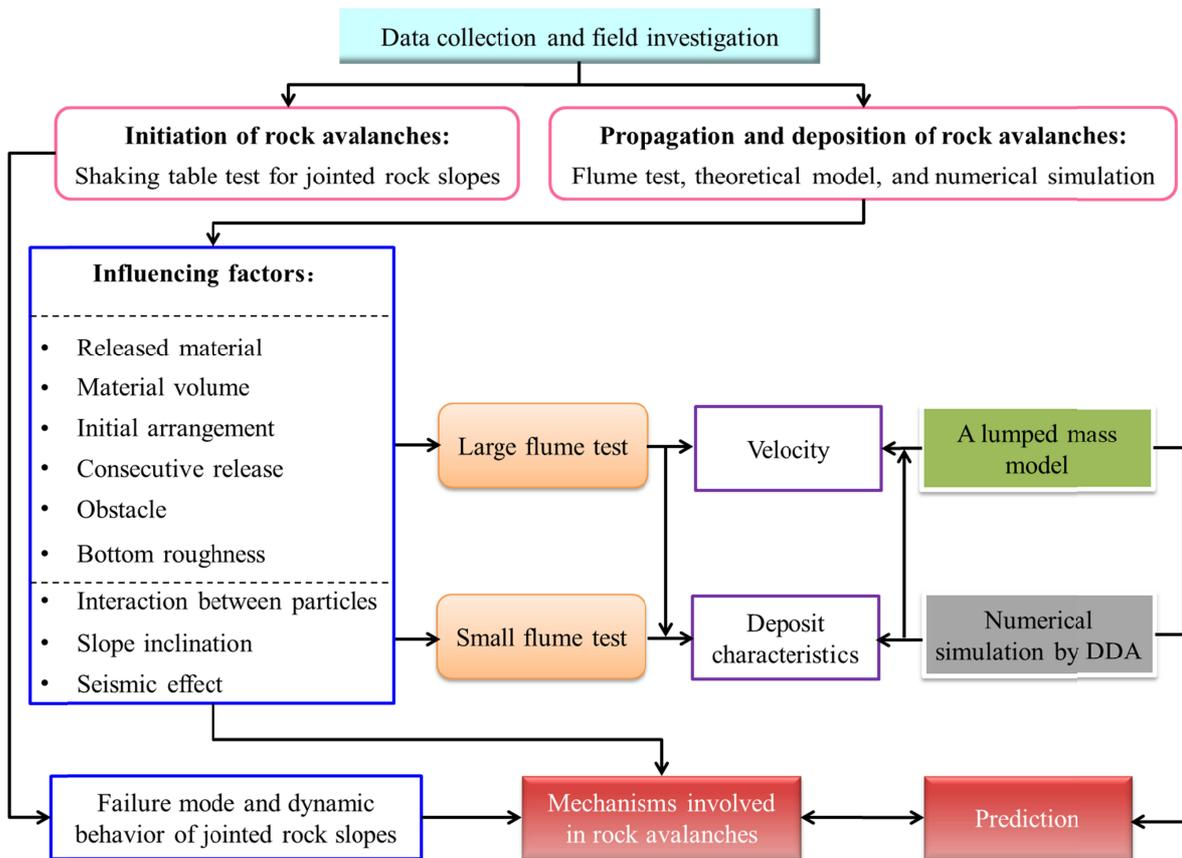 Data collection and field investigation
Initiation of rock avalanches:
Shaking table test for jointed rock slopes
Propagation and deposition of rock avalanches:
Flume test, theoretical model, and numerical simulation
Influencing factors:
• Released material
• Material volume
• Initial arrangement
• Consecutive release
• Obstacle
• Bottom roughness
• Interaction between particles
• Slope inclination
• Seismic effect
Large flume test
Velocity
A lumped mass
model
Small flume test
Deposit
characteristics
Numerical
simulation by DDA
Failure mode and dynamic
behavior of jointed rock slopes
Mechanisms involved
in rock avalanches
Prediction